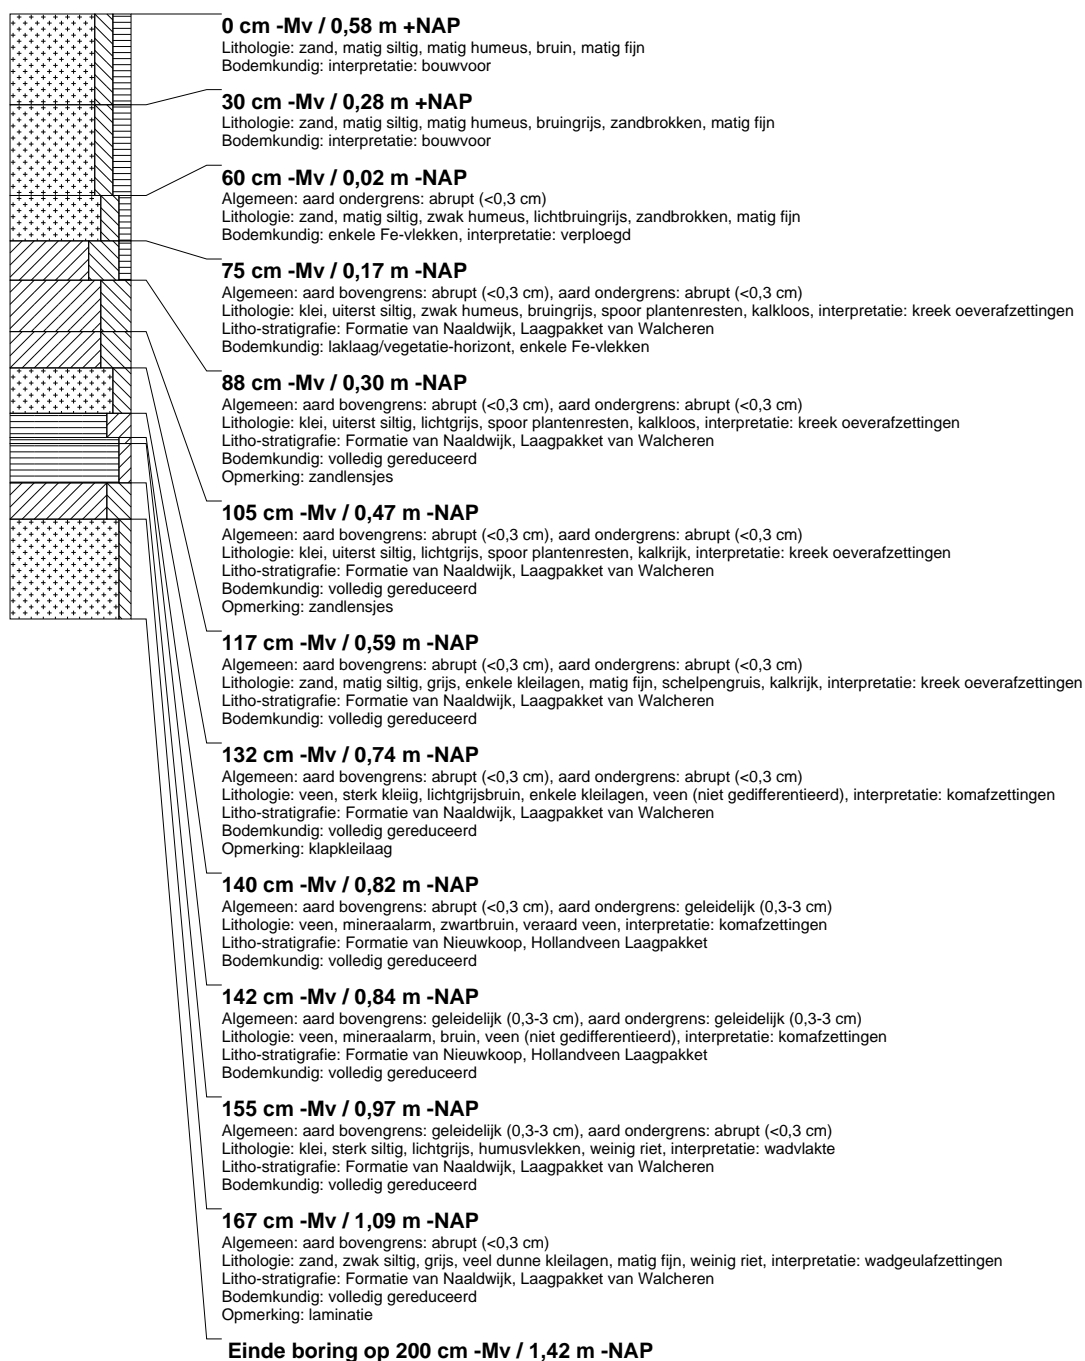 0 cm -Mv / 0,58 m +NAP
Lithologie: zand, matig siltig, matig humeus, bruin, matig fijn
Bodemkundig: interpretatie: bouwvoor
30 cm -Mv / 0,28 m +NAP
Lithologie: zand, matig siltig, matig humeus, bruingrijs, zandbrokken, matig fijn
Bodemkundig: interpretatie: bouwvoor
60 cm -Mv / 0,02 m -NAP
Algemeen: aard ondergrens: abrupt (<0,3 cm)
Lithologie: zand, matig siltig, zwak humeus, lichtbruingrijs, zandbrokken, matig fijn
Bodemkundig: enkele Fe-vlekken, interpretatie: verploegd
75 cm -Mv / 0,17 m -NAP
Algemeen: aard bovengrens: abrupt (<0,3 cm), aard ondergrens: abrupt (<0,3 cm)
Lithologie: klei, uiterst siltig, zwak humeus, bruingrijs, spoor plantenresten, kalkloos, interpretatie: kreek oeverafzettingen
Litho-stratigrafie: Formatie van Naaldwijk, Laagpakket van Walcheren
Bodemkundig: laklaag/vegetatie-horizont, enkele Fe-vlekken
88 cm -Mv / 0,30 m -NAP
Algemeen: aard bovengrens: abrupt (<0,3 cm), aard ondergrens: abrupt (<0,3 cm)
Lithologie: klei, uiterst siltig, lichtgrijs, spoor plantenresten, kalkloos, interpretatie: kreek oeverafzettingen
Litho-stratigrafie: Formatie van Naaldwijk, Laagpakket van Walcheren
Bodemkundig: volledig gereduceerd
Opmerking: zandlensjes
105 cm -Mv / 0,47 m -NAP
Algemeen: aard bovengrens: abrupt (<0,3 cm), aard ondergrens: abrupt (<0,3 cm)
Lithologie: klei, uiterst siltig, lichtgrijs, spoor plantenresten, kalkrijk, interpretatie: kreek oeverafzettingen
Litho-stratigrafie: Formatie van Naaldwijk, Laagpakket van Walcheren
Bodemkundig: volledig gereduceerd
Opmerking: zandlensjes
117 cm -Mv / 0,59 m -NAP
Algemeen: aard bovengrens: abrupt (<0,3 cm), aard ondergrens: abrupt (<0,3 cm)
Lithologie: zand, matig siltig, grijs, enkele kleilagen, matig fijn, schelpengruis, kalkrijk, interpretatie: kreek oeverafzettingen
Litho-stratigrafie: Formatie van Naaldwijk, Laagpakket van Walcheren
Bodemkundig: volledig gereduceerd
132 cm -Mv / 0,74 m -NAP
Algemeen: aard bovengrens: abrupt (<0,3 cm), aard ondergrens: abrupt (<0,3 cm)
Lithologie: veen, sterk kleiig, lichtgrijsbruin, enkele kleilagen, veen (niet gedifferentieerd), interpretatie: komafzettingen
Litho-stratigrafie: Formatie van Naaldwijk, Laagpakket van Walcheren
Bodemkundig: volledig gereduceerd
Opmerking: klapkleilaag
140 cm -Mv / 0,82 m -NAP
Algemeen: aard bovengrens: abrupt (<0,3 cm), aard ondergrens: geleidelijk (0,3-3 cm)
Lithologie: veen, mineraalarm, zwartbruin, veraard veen, interpretatie: komafzettingen
Litho-stratigrafie: Formatie van Nieuwkoop, Hollandveen Laagpakket
Bodemkundig: volledig gereduceerd
142 cm -Mv / 0,84 m -NAP
Algemeen: aard bovengrens: geleidelijk (0,3-3 cm), aard ondergrens: geleidelijk (0,3-3 cm)
Lithologie: veen, mineraalarm, bruin, veen (niet gedifferentieerd), interpretatie: komafzettingen
Litho-stratigrafie: Formatie van Nieuwkoop, Hollandveen Laagpakket
Bodemkundig: volledig gereduceerd
155 cm -Mv / 0,97 m -NAP
Algemeen: aard bovengrens: geleidelijk (0,3-3 cm), aard ondergrens: abrupt (<0,3 cm)
Lithologie: klei, sterk siltig, lichtgrijs, humusvlekken, weinig riet, interpretatie: wadvlakte
Litho-stratigrafie: Formatie van Naaldwijk, Laagpakket van Walcheren
Bodemkundig: volledig gereduceerd
167 cm -Mv / 1,09 m -NAP
Algemeen: aard bovengrens: abrupt (<0,3 cm)
Lithologie: zand, zwak siltig, grijs, veel dunne kleilagen, matig fijn, weinig riet, interpretatie: wadgeulafzettingen
Litho-stratigrafie: Formatie van Naaldwijk, Laagpakket van Walcheren
Bodemkundig: volledig gereduceerd
Opmerking: laminatie
Einde boring op 200 cm -Mv / 1,42 m -NAP